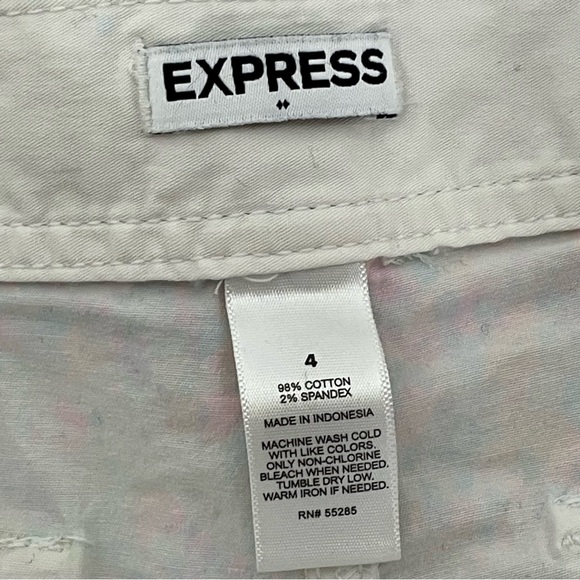 EXPRESS
4
98% COTTON
2% SPANDEX
MADE IN INDONESIA
MACHINE WASH COLD
WITH LIKE COLORS.
ONLY NON-CHLORINE
BLEACH WHEN NEEDED.
TUMBLE DRY LOW.
WARM IRON IF NEEDED.
RN# 55285